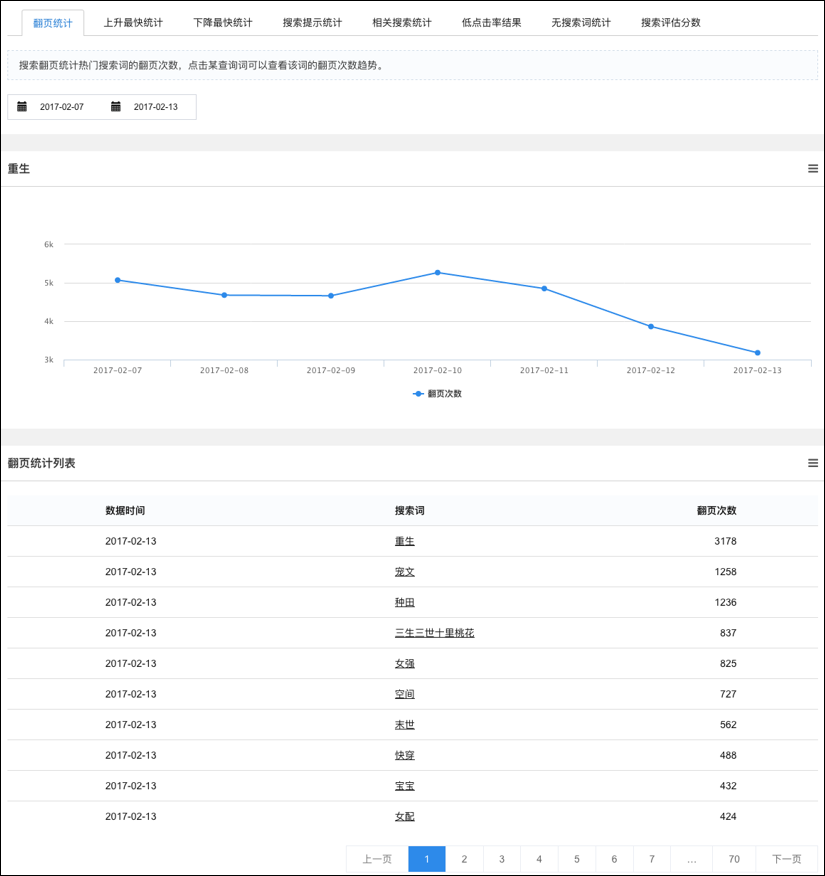 翻页统计 上升最快统计 下降最快统计 搜索提示统计 相关搜索统计 低点击率结果 无搜索词统计 搜索评估分数
搜索翻页统计热门搜索词的翻页次数，点击某查询词可以查看该词的翻页次数趋势。
2017-02-07 2017-02-13
重生
6k
5k
4k
3k
2017-02-07 2017-02-08 2017-02-09 2017-02-10 2017-02-11 2017-02-12 2017-02-13
翻页次数
翻页统计列表
数据时间 搜索词 翻页次数
2017-02-13 重生 3178
2017-02-13 宠文 1258
2017-02-13 种田 1236
2017-02-13 三生三世十里桃花 837
2017-02-13 女强 825
2017-02-13 空间 727
2017-02-13 末世 562
2017-02-13 快穿 488
2017-02-13 宝宝 432
2017-02-13 女配 424
上一页 1 2 3 4 5 6 7 … 70 下一页